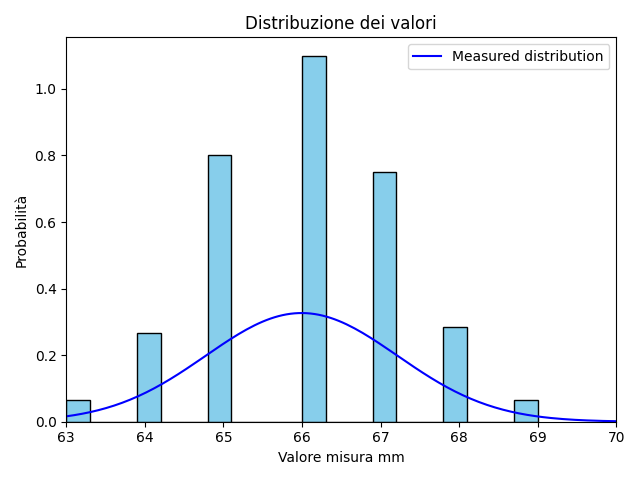 Distribuzione dei valori
Measured distribution
Probabilità
1.0
0.8
0.6
0.4
0.2
0.0
63 64 65 66 67 68 69 70
Valore misura mm